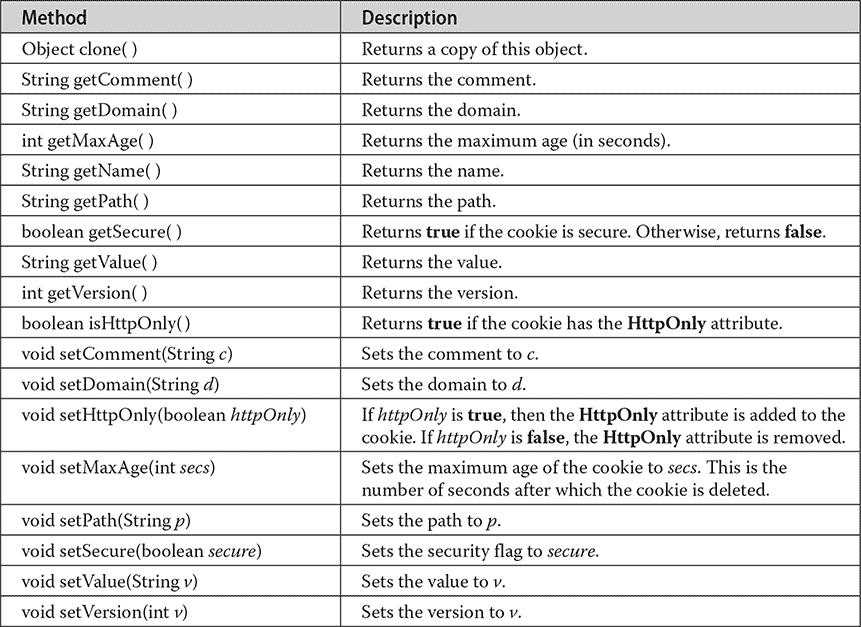 Method Description
Object clone( ) Returns a copy of this object.
String getComment( ) Returns the comment.
String getDomain( ) Returns the domain.
int getMaxAge( ) Returns the maximum age (in seconds).
String getName( ) Returns the name.
String getPath( ) Returns the path.
boolean getSecure( ) Returns true if the cookie is secure. Otherwise, returns false.
String getValue( ) Returns the value.
int getVersion( ) Returns the version.
boolean isHttpOnly( ) Returns true if the cookie has the HttpOnly attribute.
void setComment(String c) Sets the comment to c.
void setDomain(String d) Sets the domain to d.
void setHttpOnly(boolean httpOnly) If httpOnly is true, then the HttpOnly attribute is added to the
cookie. If httpOnly is false, the HttpOnly attribute is removed.
void setMaxAge(int secs) Sets the maximum age of the cookie to secs. This is the
number of seconds after which the cookie is deleted.
void setPath(String p) Sets the path to p.
void setSecure(boolean secure) Sets the security flag to secure.
void setValue(String v) Sets the value to v.
void setVersion(int v) Sets the version to v.